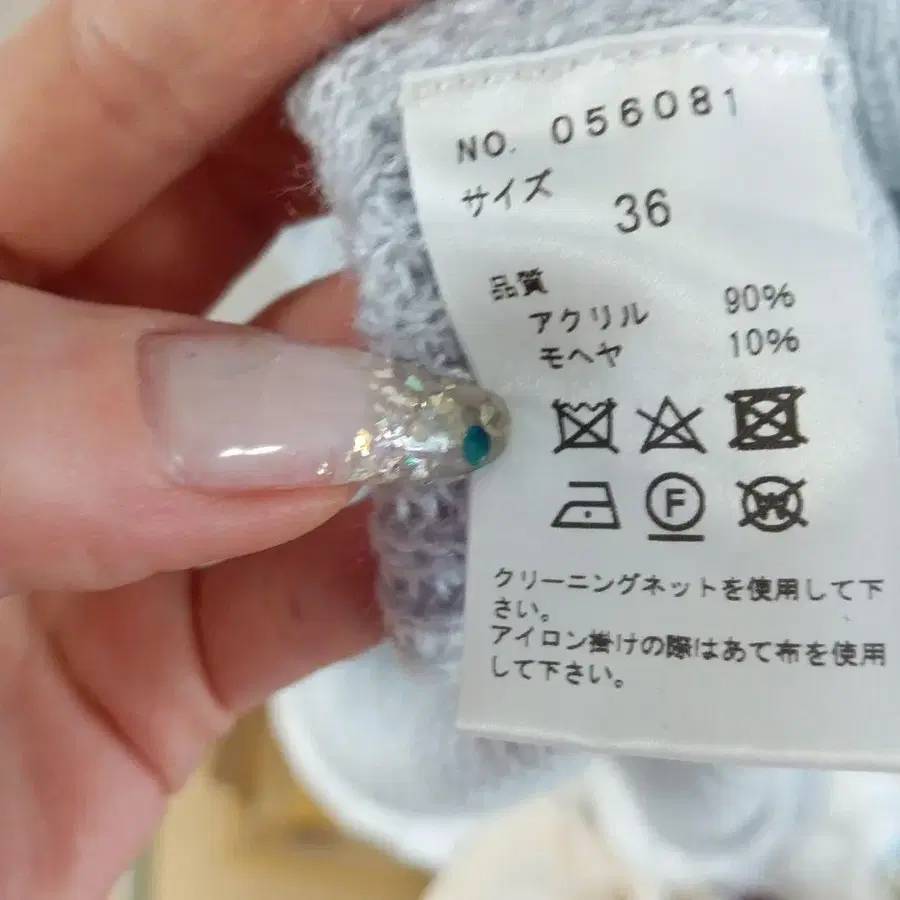 NO. 056081
サイズ 36
品質
アクリル 90%
モヘヤ 10%
F
W
クリーニングネットを使用して下
さい。
アイロン掛けの際はあて布を使用
して下さい。